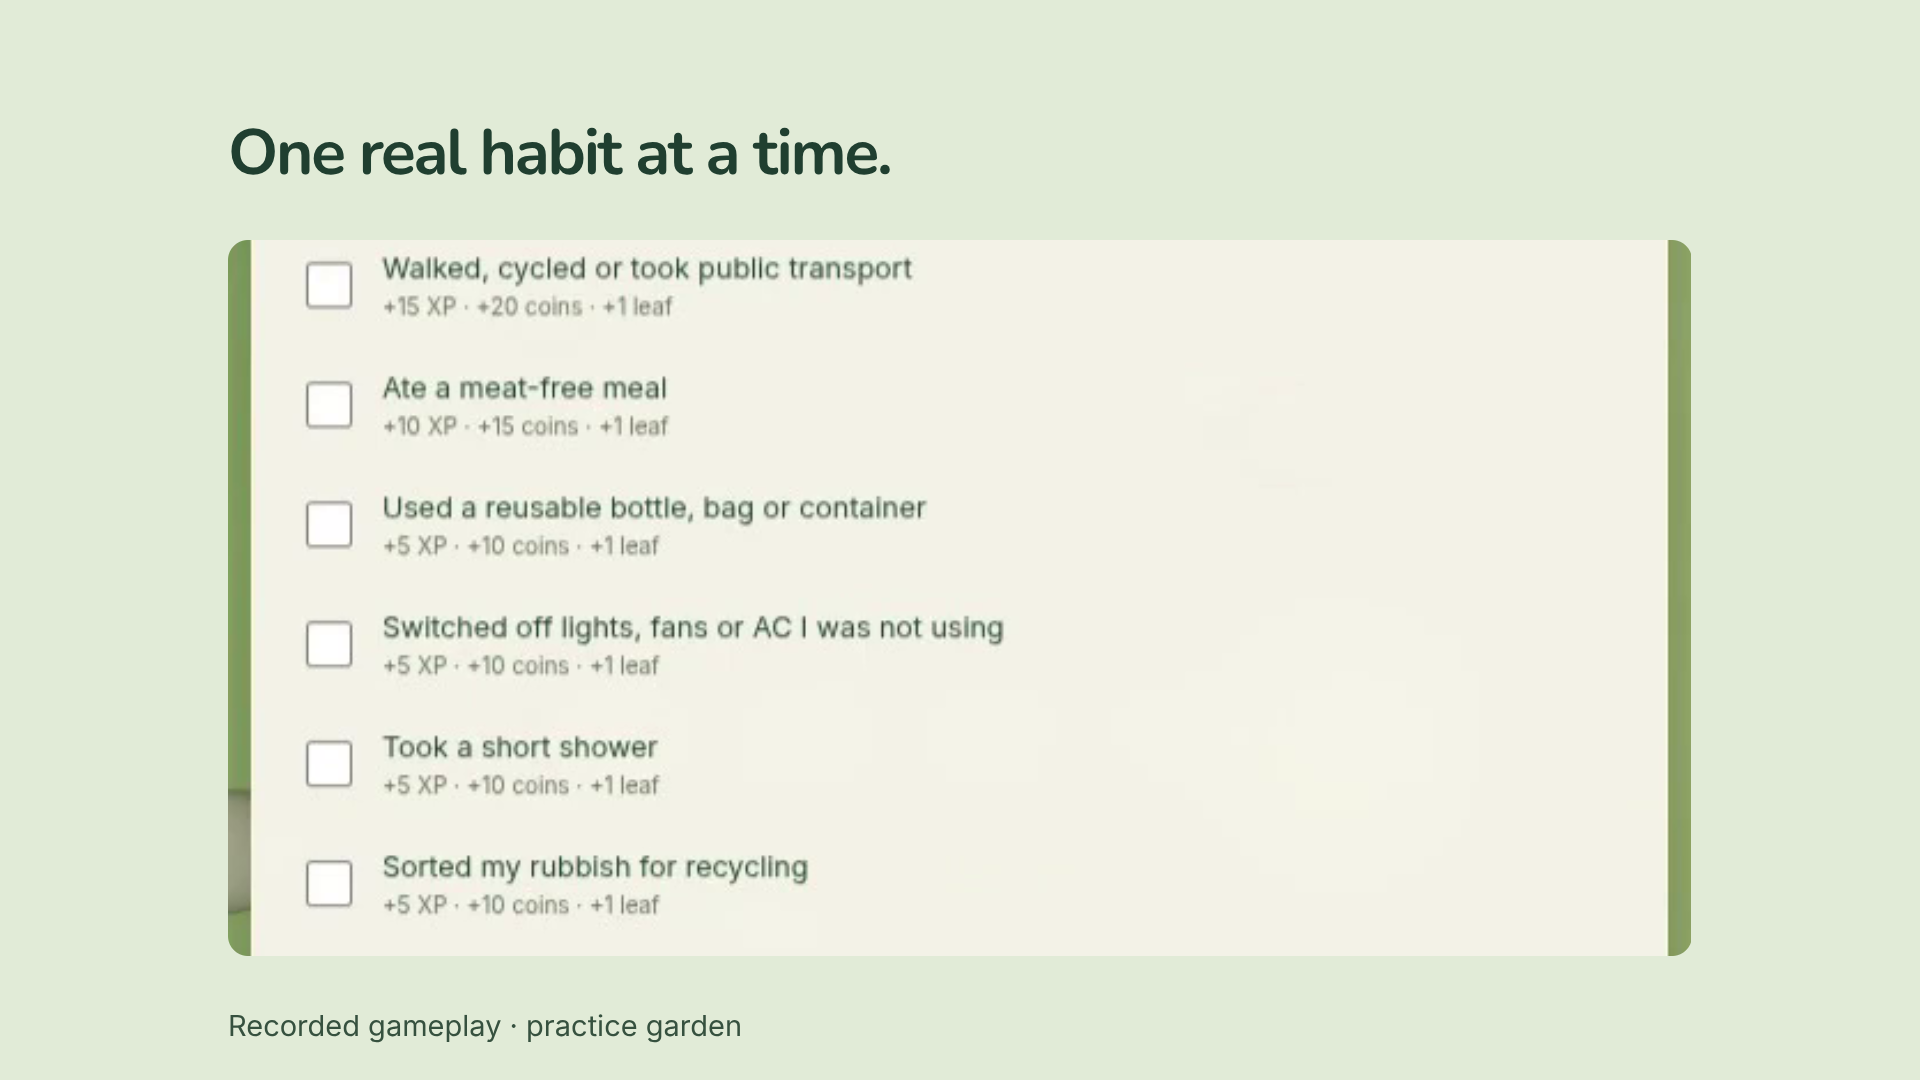 One real habit at a time.
Walked, cycled or took public transport
+15 XP · +20 coins · +1 leaf
Ate a meat-free meal
+10 XP · +15 coins · +1 leaf
Used a reusable bottle, bag or container
+5 XP · +10 coins · +1 leaf
Switched off lights, fans or AC I was not using
+5 XP · +10 coins · +1 leaf
Took a short shower
+5 XP · +10 coins · +1 leaf
Sorted my rubbish for recycling
+5 XP · +10 coins · +1 leaf
Recorded gameplay · practice garden